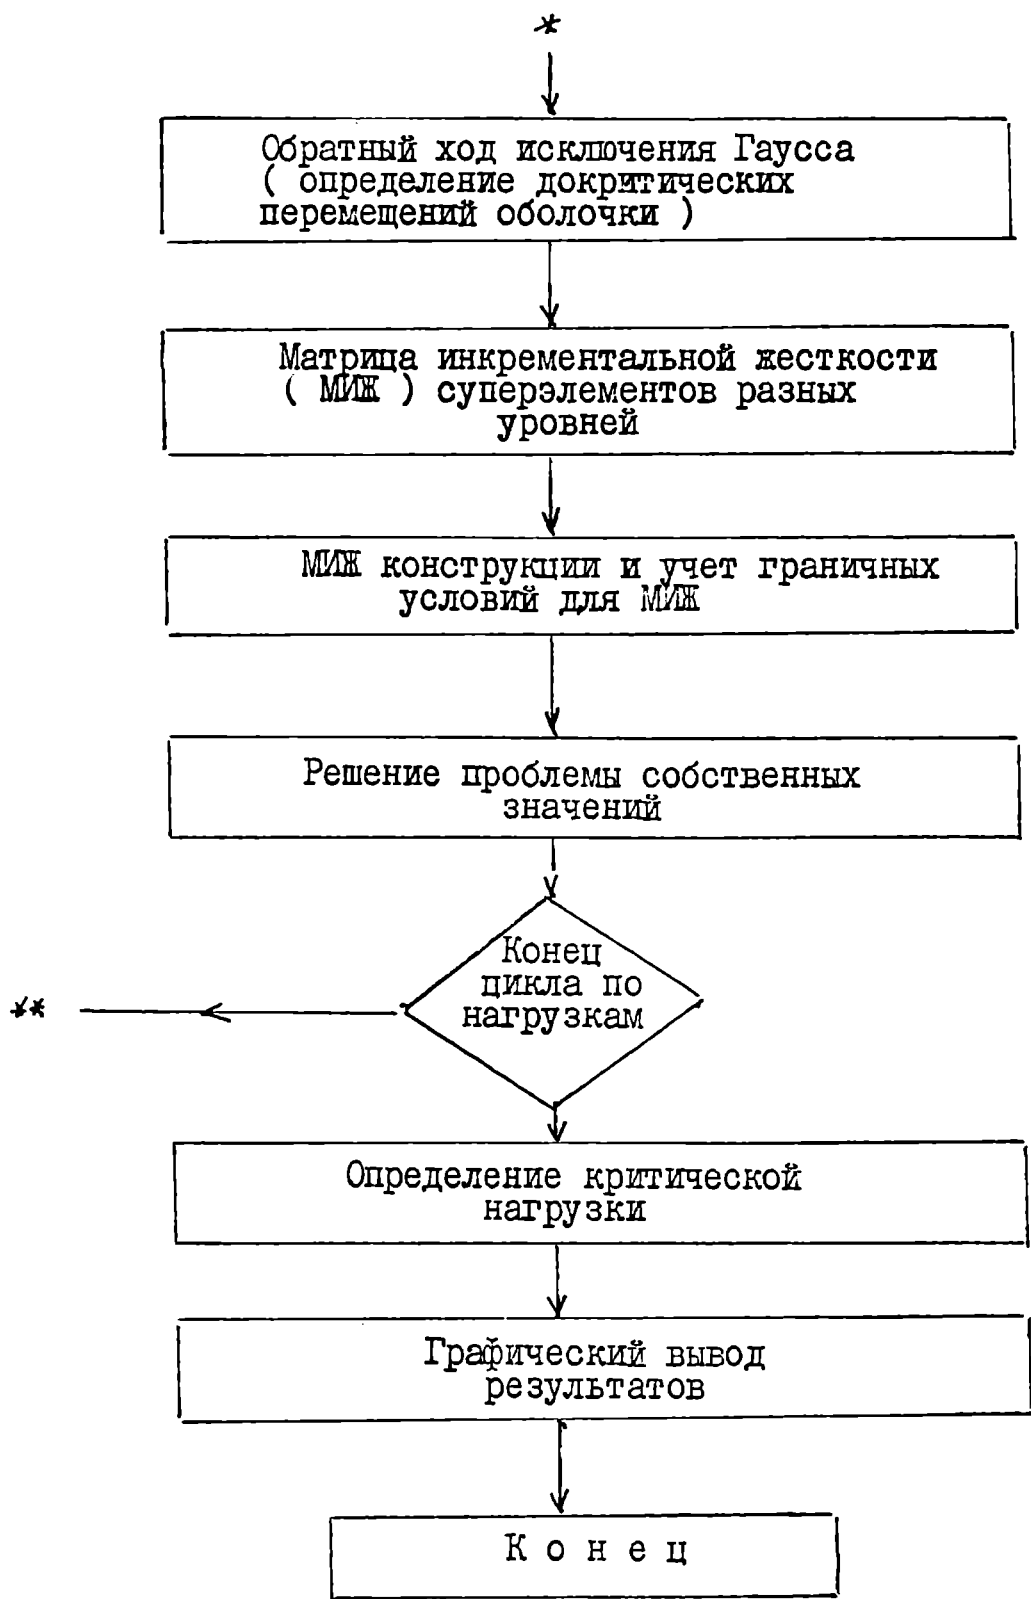 *
Обратный ход исключения Гаусса
( определение докритических
перемещений оболочки )
Матрица инкрементальной жесткости
( МИЖ ) суперэлементов разных
уровней
МИЖ конструкции и учет граничных
условий для МИЖ
Решение проблемы собственных
значений
Конец
цикла по
нагрузкам
**
Определение критической
нагрузки
Графический вывод
результатов
К о н е ц